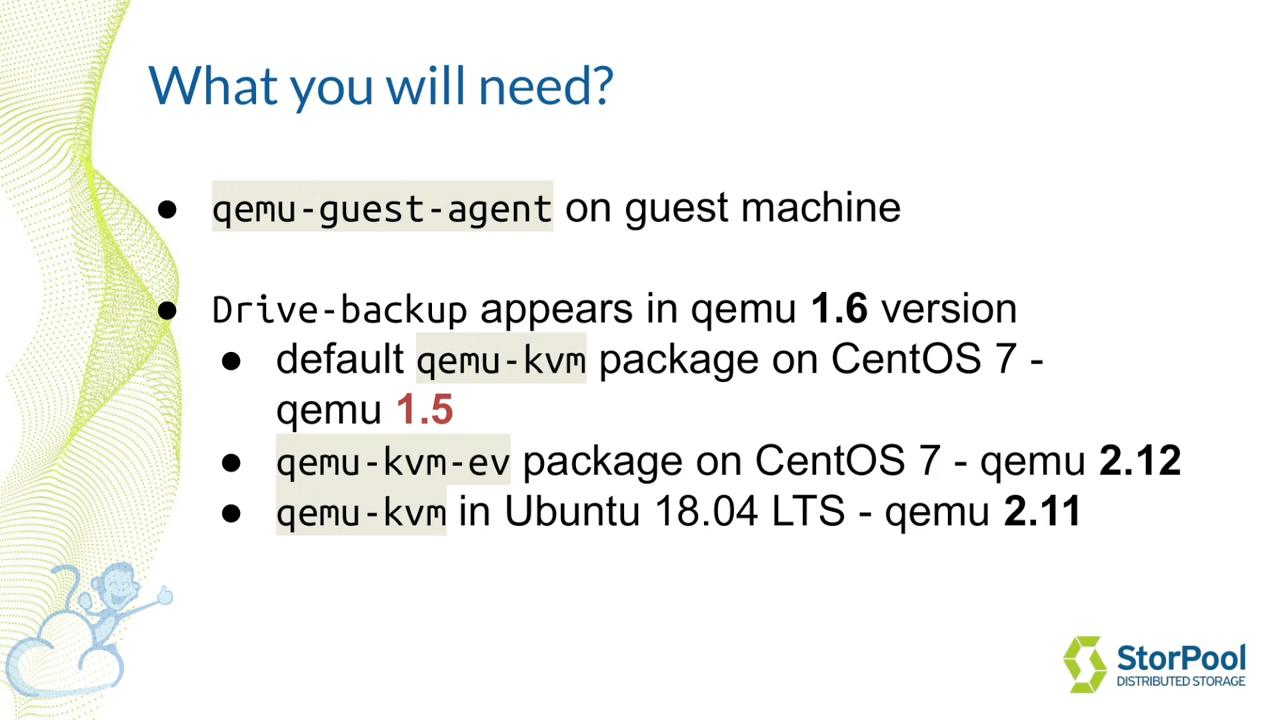 What you will need?
● qemu-guest-agent on guest machine
● Drive-backup appears in qemu 1.6 version
● default qemu-kvm package on CentOS 7 -
qemu 1.5
● qemu-kvm-ev package on CentOS 7 - qemu 2.12
● qemu-kvm in Ubuntu 18.04 LTS - qemu 2.11
StorPool
DISTRIBUTED STORAGE